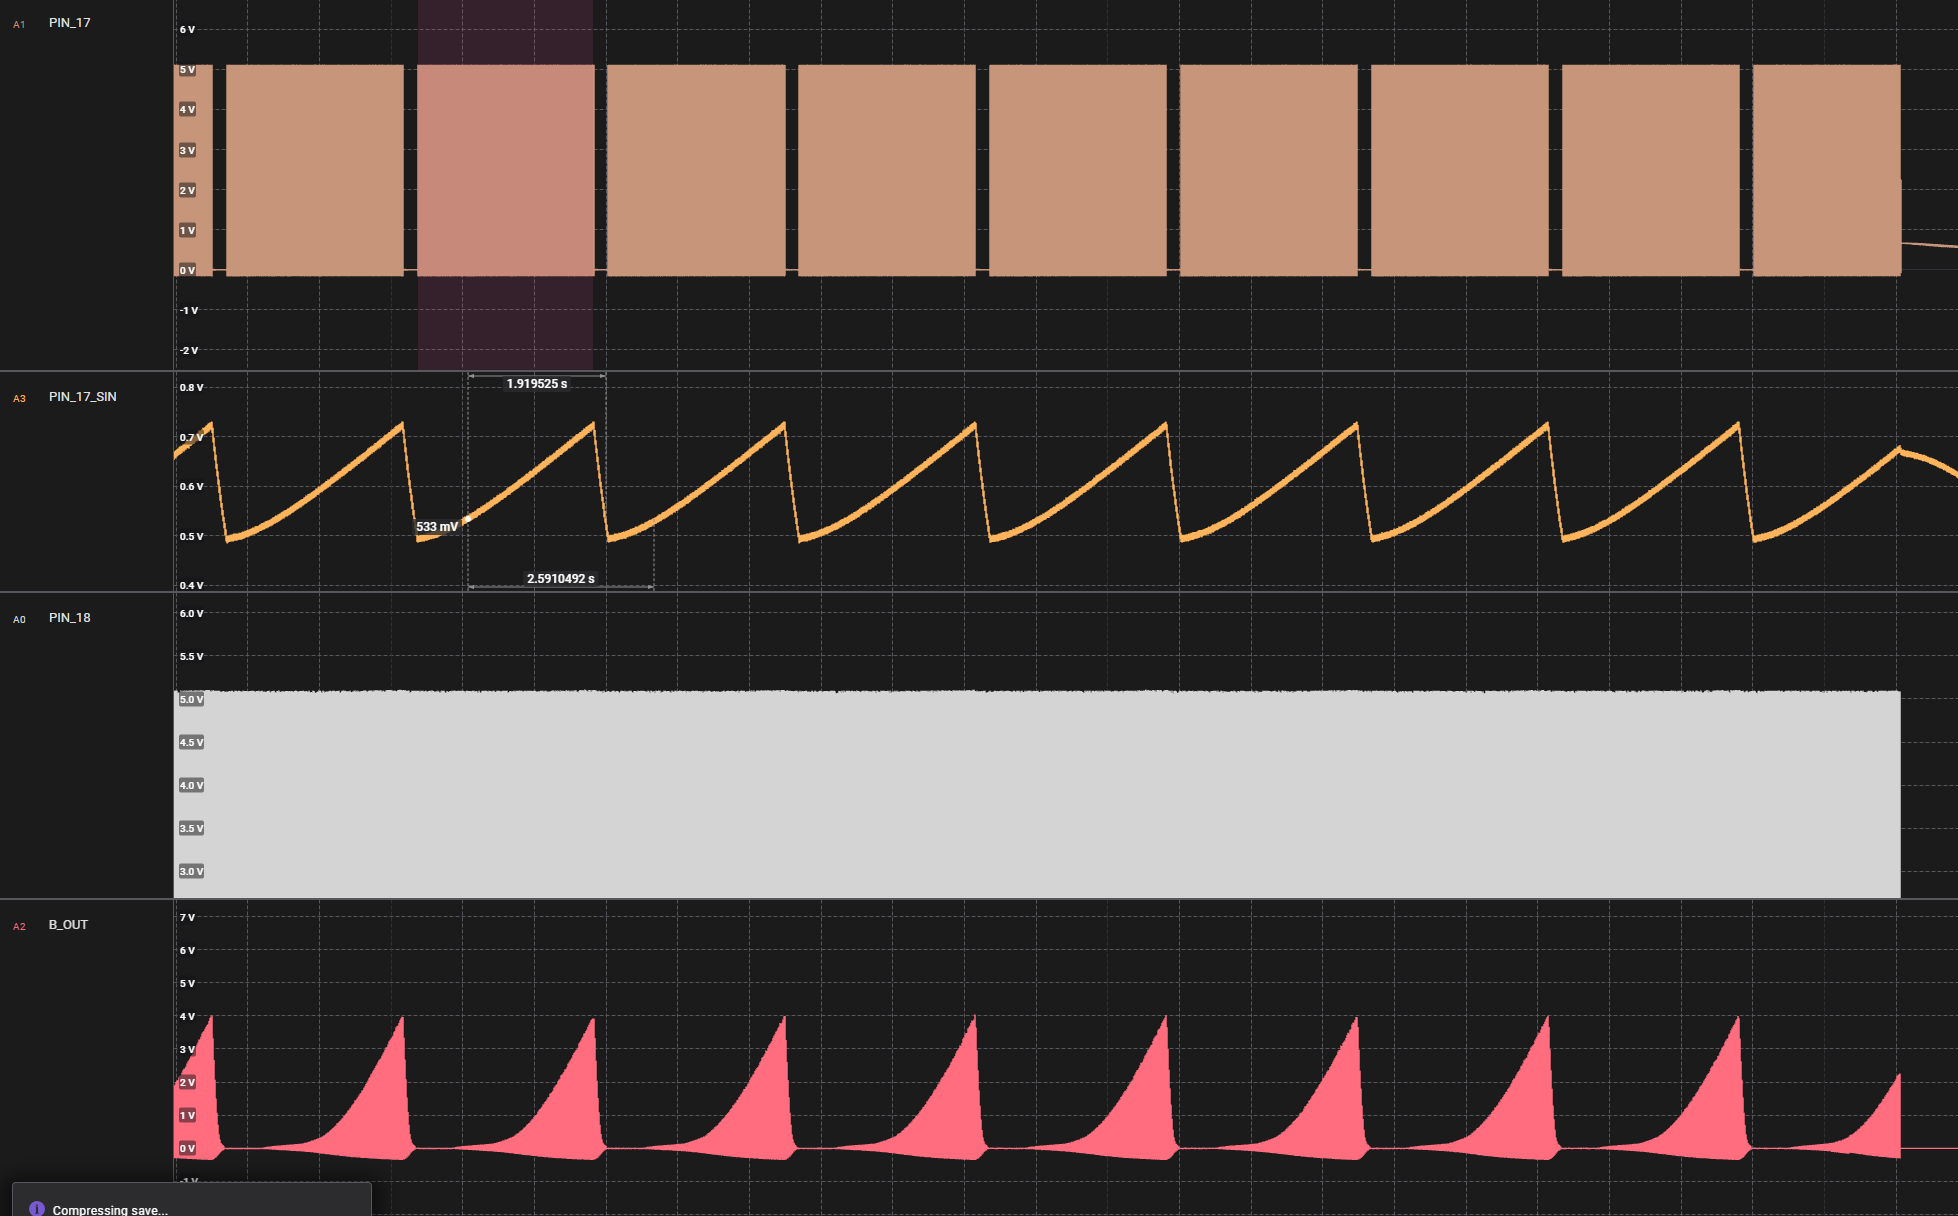 A1 PIN_17
6 V
5 V
4 V
3 V
2 V
1 V
0 V
-1 V
-2 V
A3 PIN_17_SIN
0.8 V
0.7 V
0.6 V
0.5 V
0.4 V
1.919525 s
533 mV
2.5910492 s
A0 PIN_18
6.0 V
5.5 V
5.0 V
4.5 V
4.0 V
3.5 V
3.0 V
A2 B_OUT
7 V
6 V
5 V
4 V
3 V
2 V
1 V
0 V
-1 V
i Compressing save...